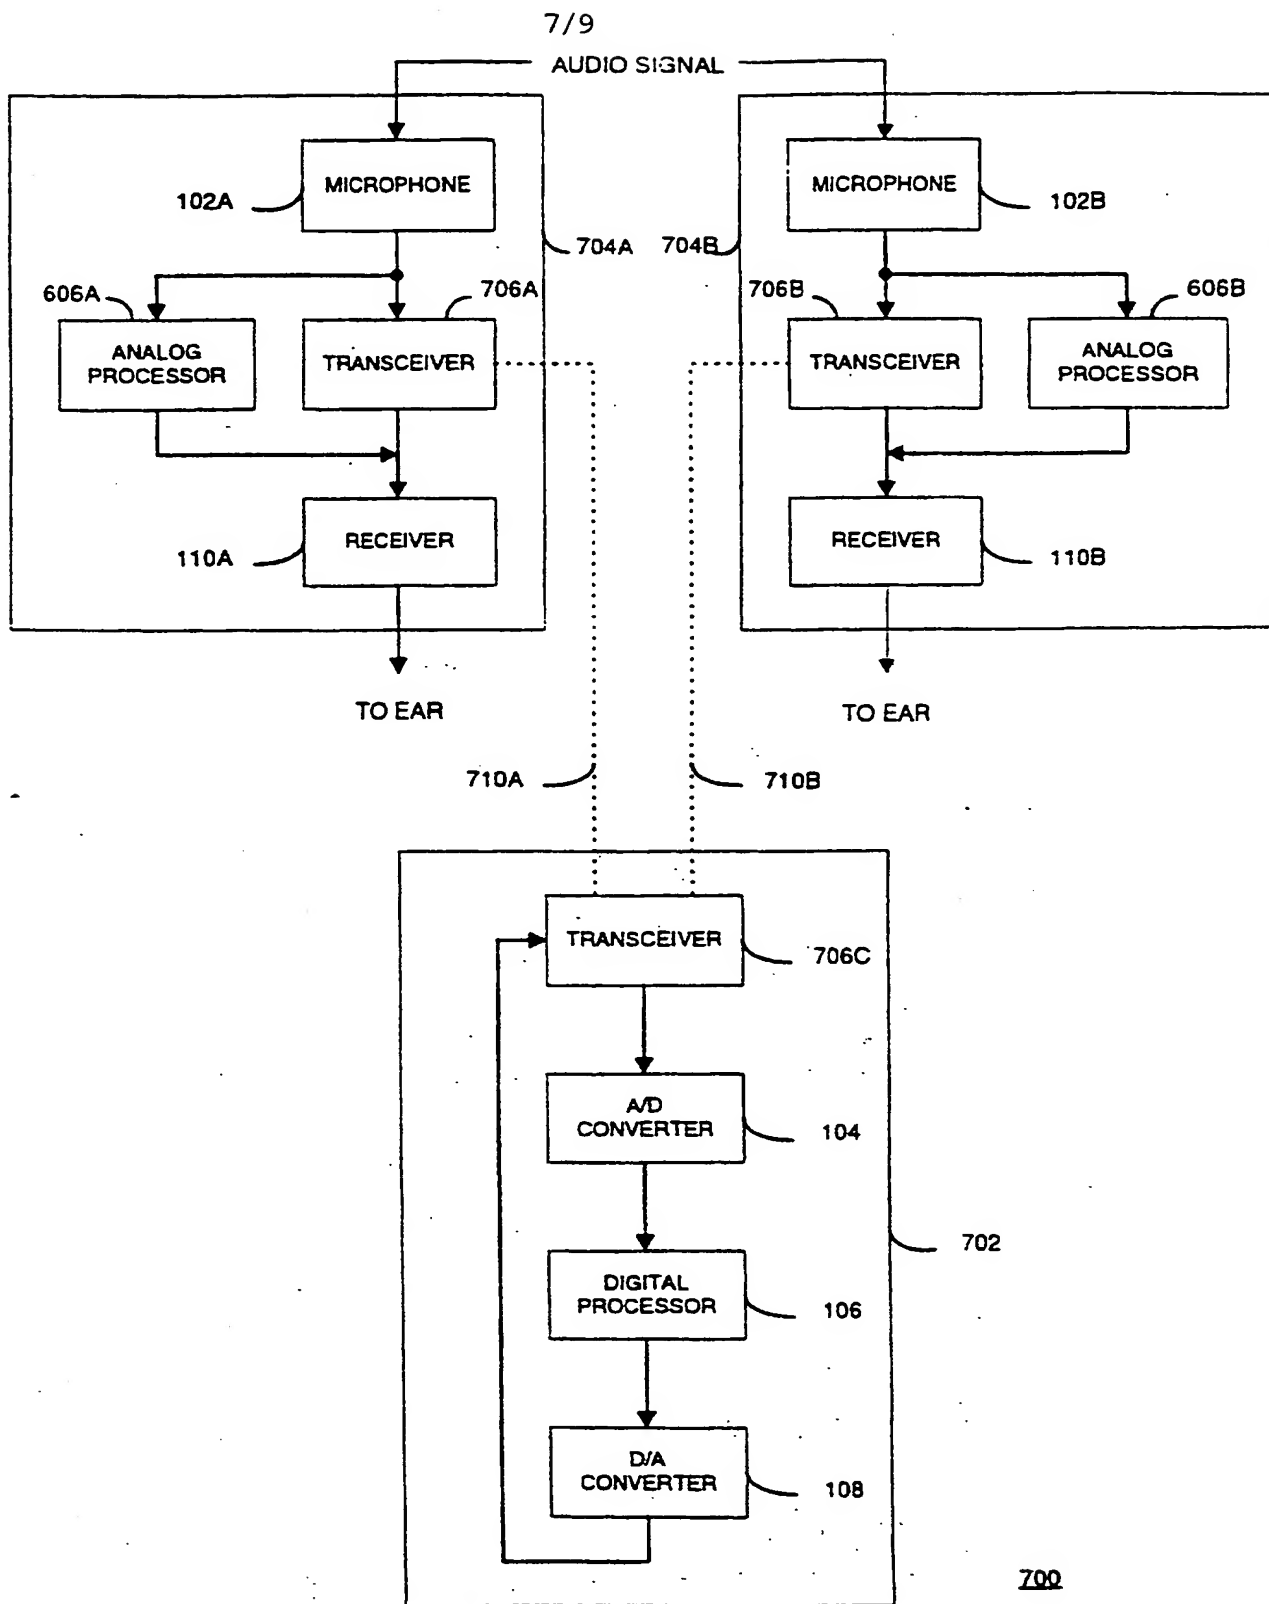 7/9
AUDIO SIGNAL
MICROPHONE
102A
MICROPHONE
102B
704A
704B
606A
706A
706B
606B
ANALOG
PROCESSOR
TRANSCEIVER
TRANSCEIVER
ANALOG
PROCESSOR
RECEIVER
110A
RECEIVER
110B
TO EAR
TO EAR
710A
710B
TRANSCEIVER
706C
A/D
CONVERTER
104
702
DIGITAL
PROCESSOR
106
D/A
CONVERTER
108
700